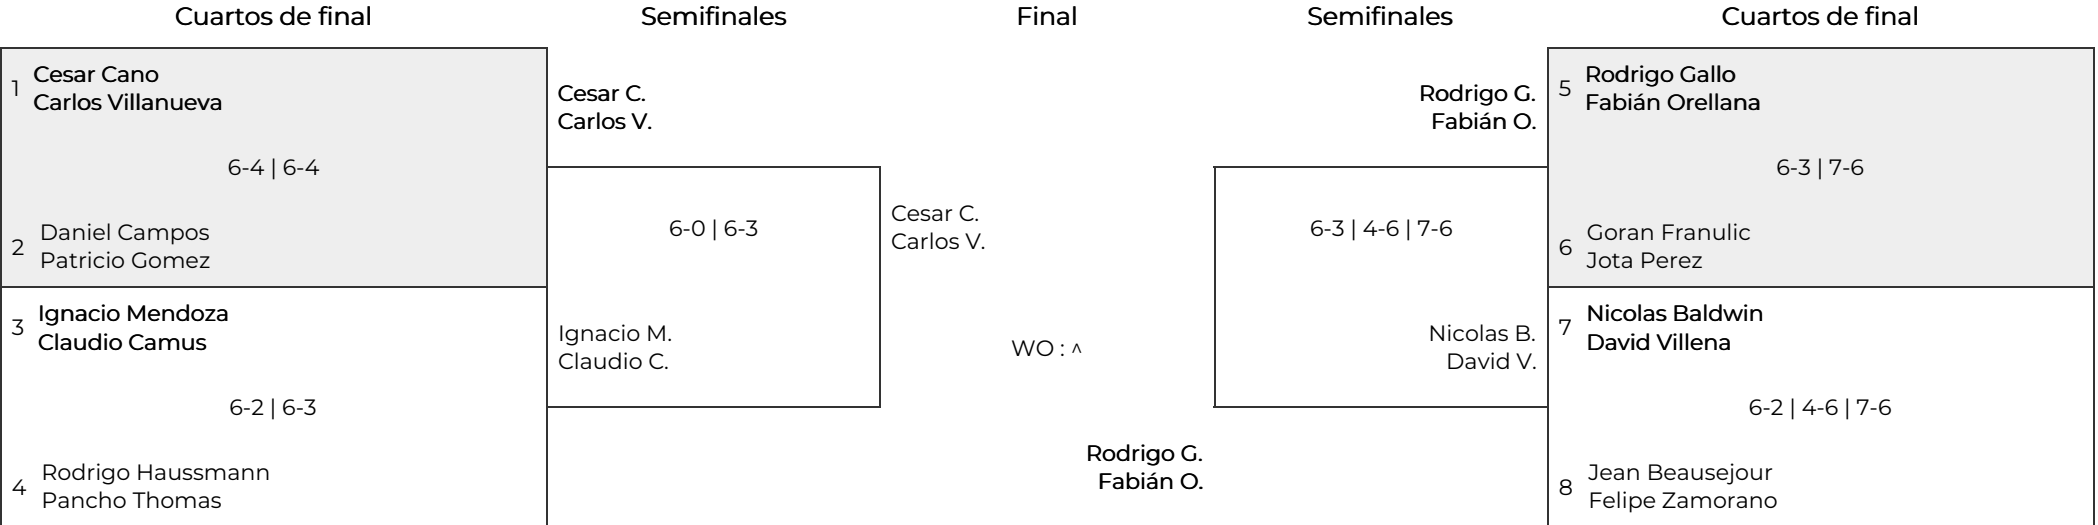 Cuartos de final
Semifinales
Final
Semifinales
Cuartos de final
1
Cesar Cano
Carlos Villanueva
6-4 | 6-4
2
Daniel Campos
Patricio Gomez
3
Ignacio Mendoza
Claudio Camus
6-2 | 6-3
4
Rodrigo Haussmann
Pancho Thomas
Cesar C.
Carlos V.
6-0 | 6-3
Ignacio M.
Claudio C.
Cesar C.
Carlos V.
WO : ^
Rodrigo G.
Fabián O.
Rodrigo G.
Fabián O.
6-3 | 4-6 | 7-6
Nicolas B.
David V.
5
Rodrigo Gallo
Fabián Orellana
6-3 | 7-6
6
Goran Franulic
Jota Perez
7
Nicolas Baldwin
David Villena
6-2 | 4-6 | 7-6
8
Jean Beausejour
Felipe Zamorano